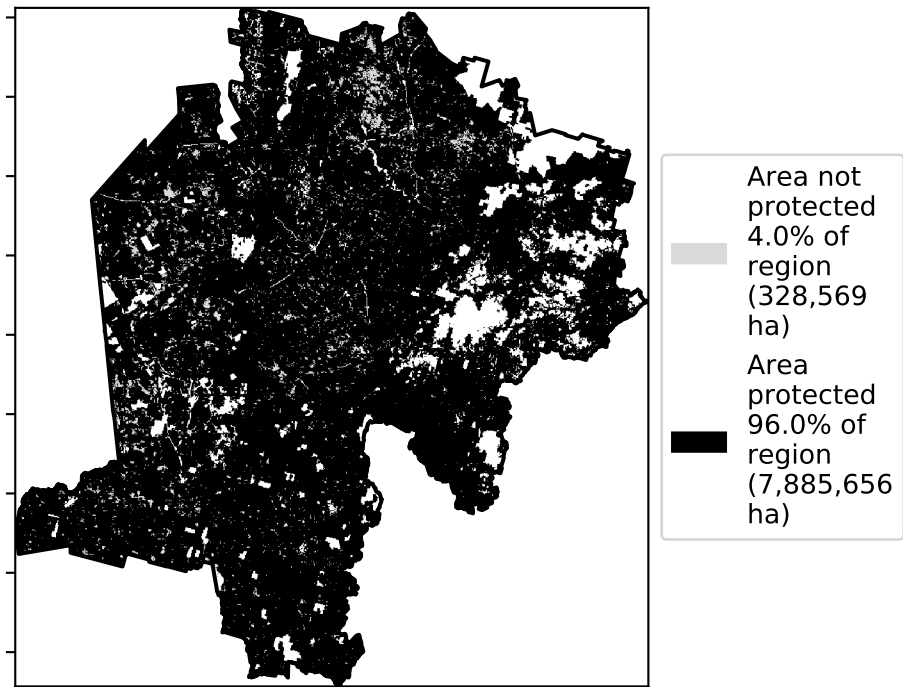 Area not
protected
4.0% of
region
(328,569
ha)
Area
protected
96.0% of
region
(7,885,656
ha)